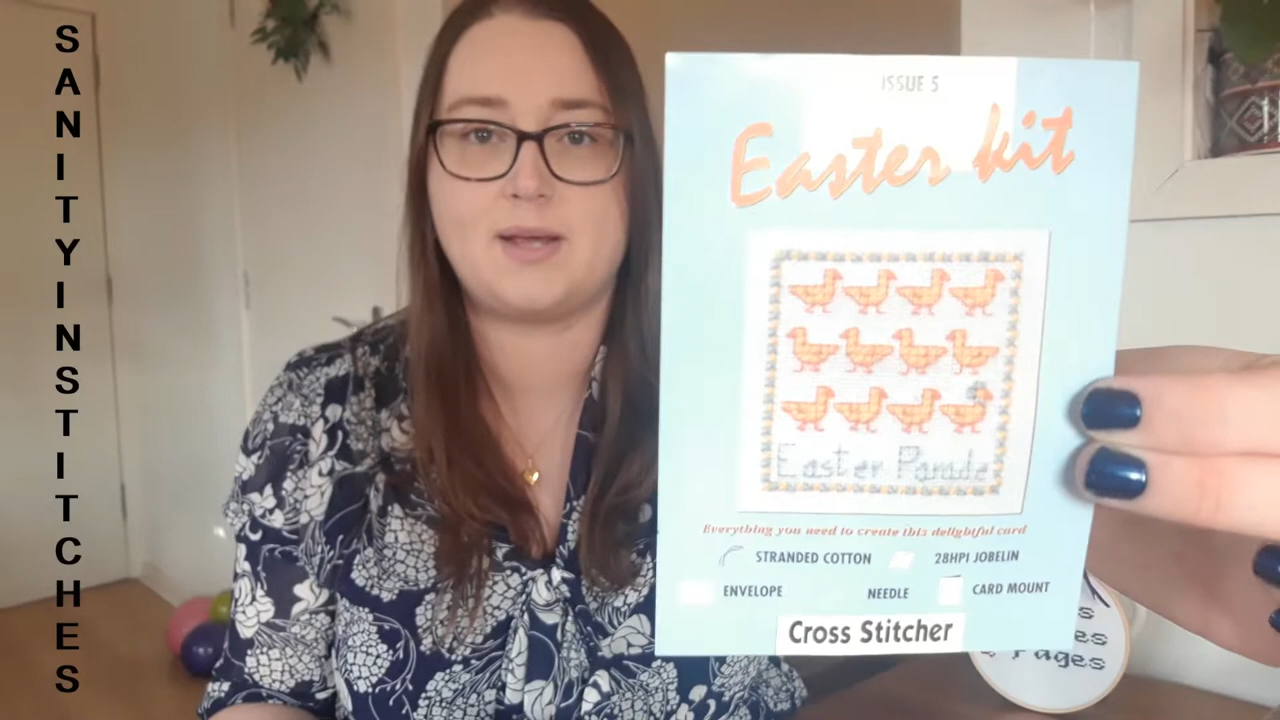 SANITYINSTITCHES
ISSUE 5
Easter kit
Easter Parade
Everything you need to create this delightful card
STRANDED COTTON
28HPI JOBELIN
ENVELOPE
NEEDLE
CARD MOUNT
Cross Stitcher
Pages